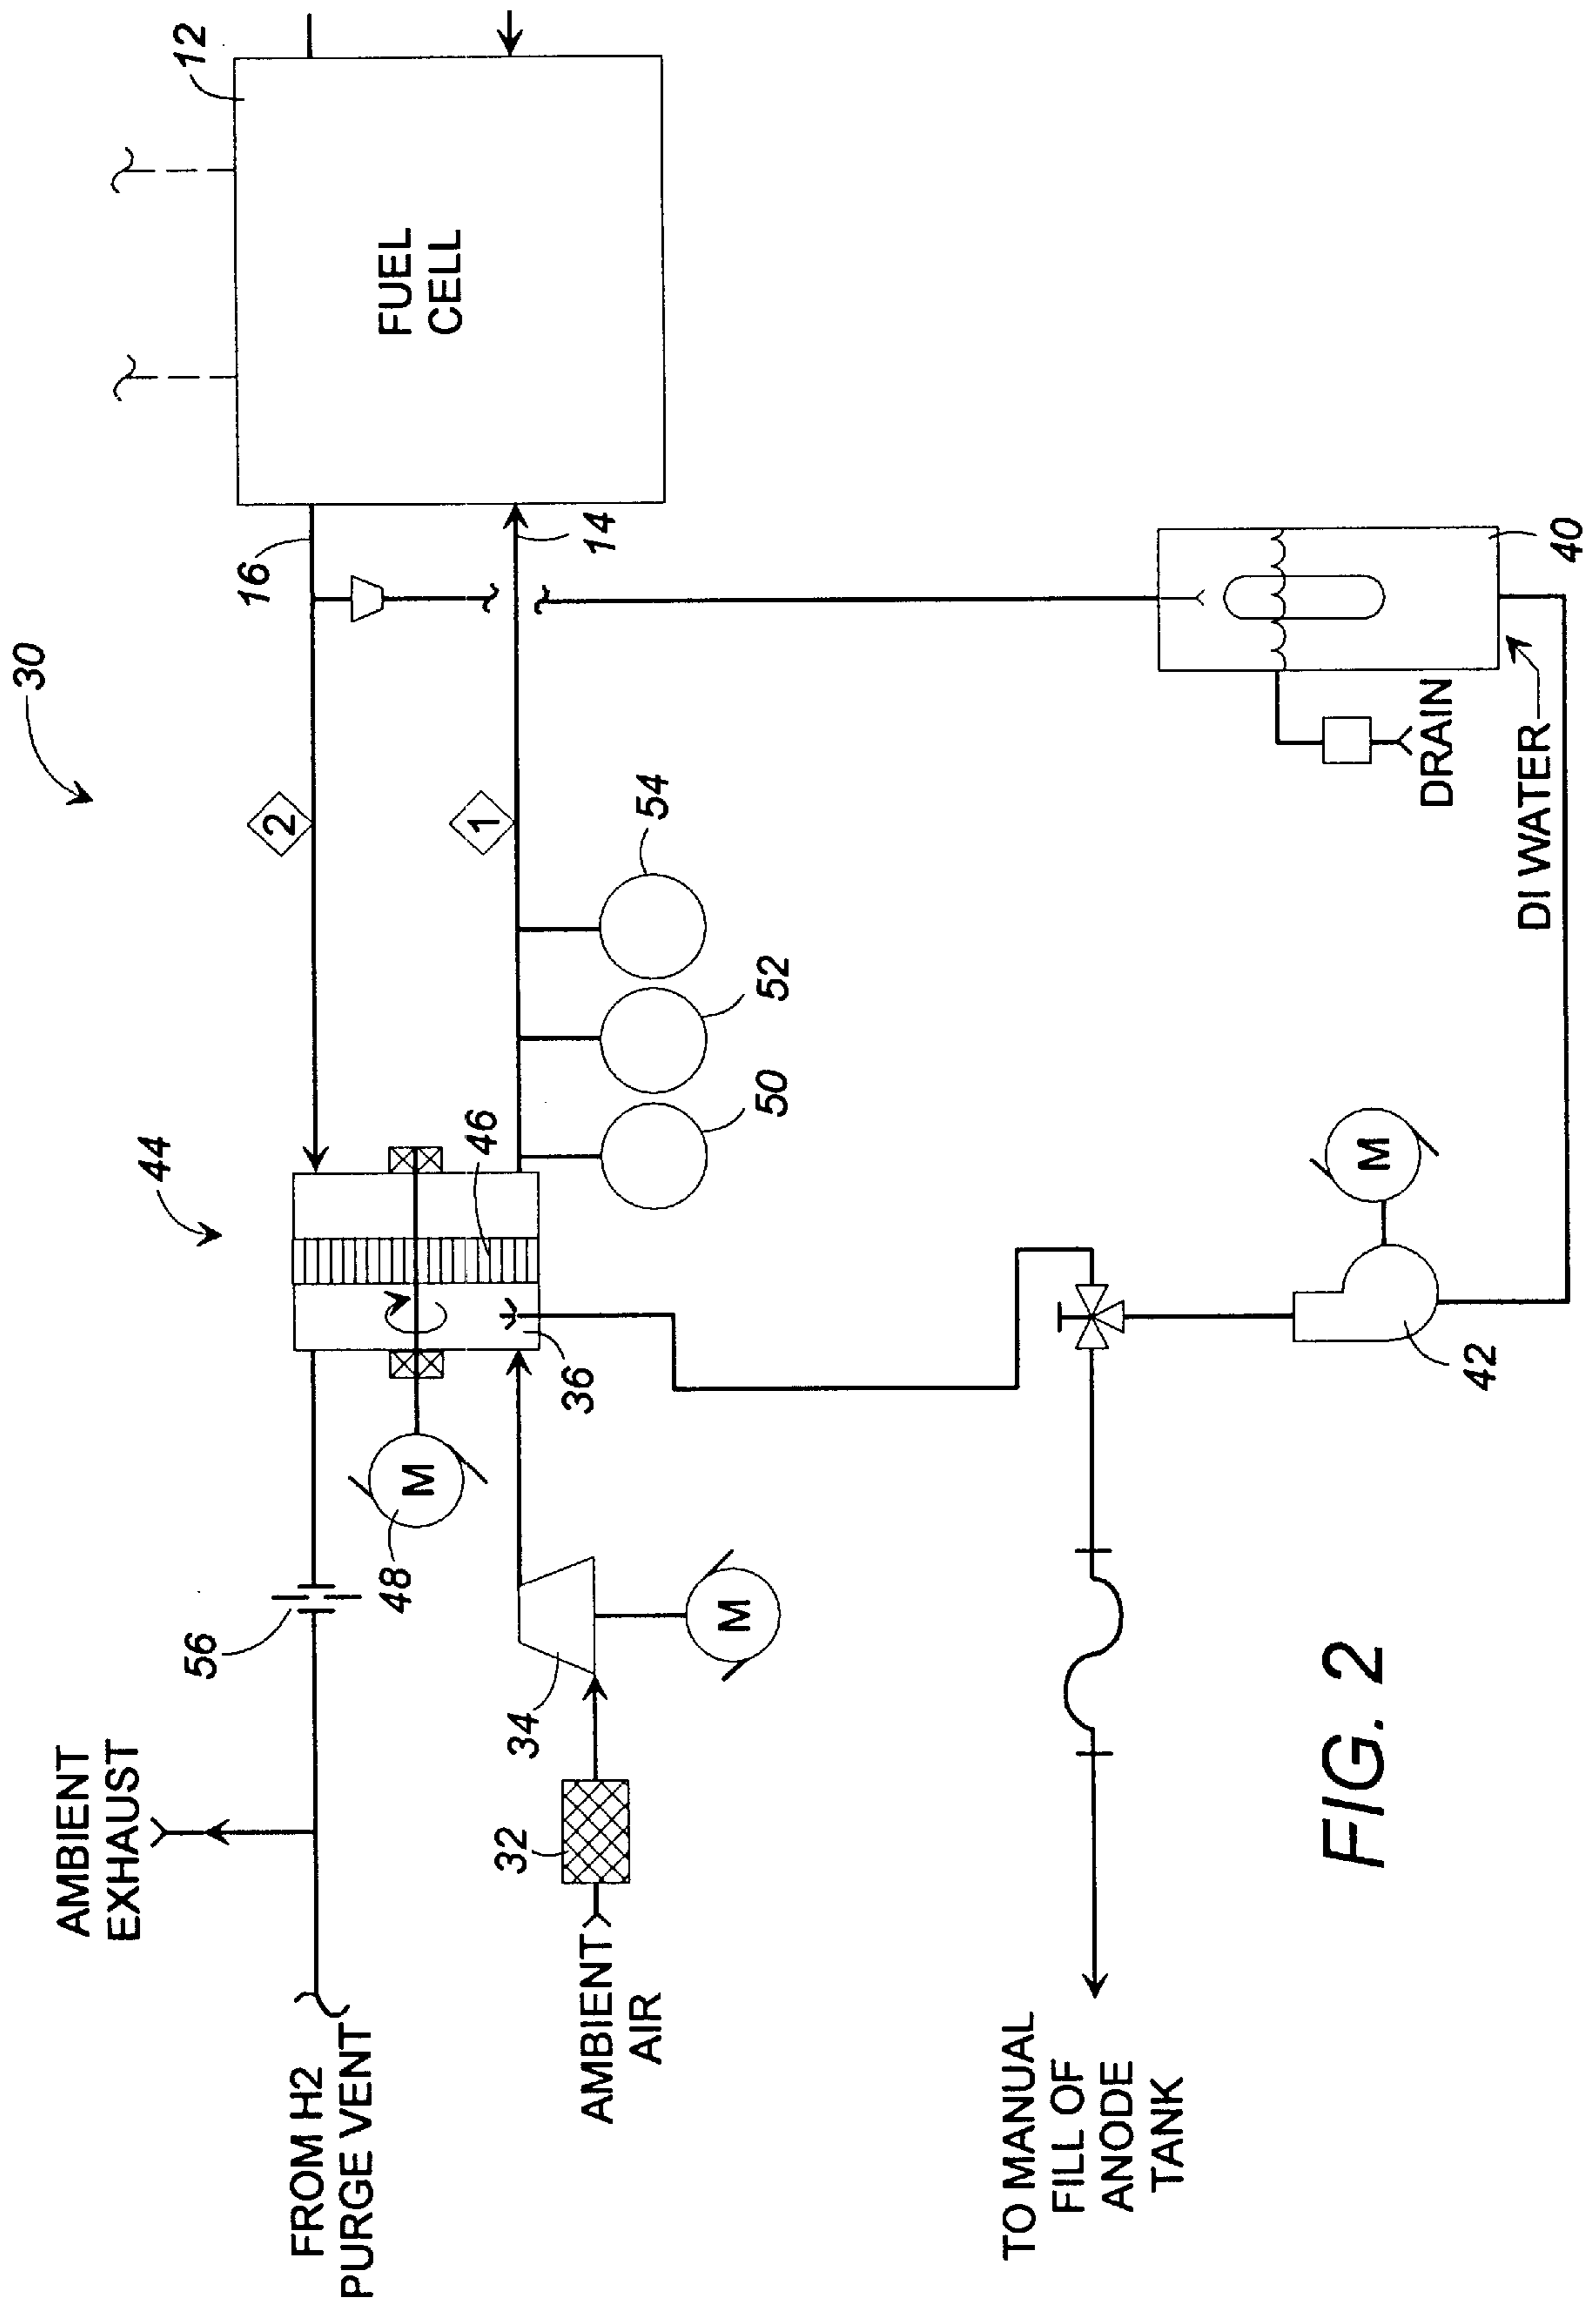 30
44
AMBIENT
EXHAUST
FROM H2
PURGE VENT
56
48
M
2
16
12
FUEL
CELL
AMBIENT
AIR
32
34
M
36
46
50
52
54
1
14
TO MANUAL
FILL OF
ANODE
TANK
42
M
DRAIN
DI WATER
40
FIG. 2